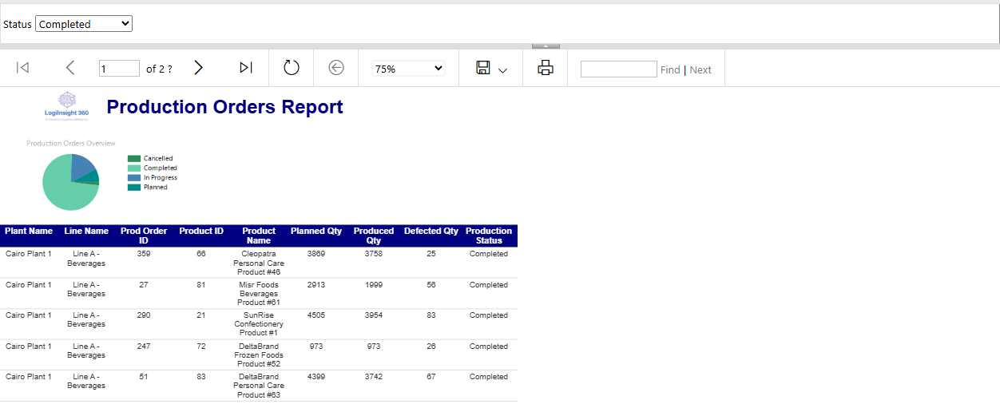 Status Completed
1 of 2 ? 75% Find | Next
LogiInsight 360
Production Orders Report
Production Orders Overview
Cancelled
Completed
In Progress
Planned
Plant Name Line Name Prod Order Product ID Product Planned Qty Produced Defected Qty Production
ID Name Qty Status
Cairo Plant 1 Line A - 359 66 Cleopatra 3869 3758 25 Completed
Beverages Personal Care
Product #46
Cairo Plant 1 Line A - 27 81 Misr Foods 2913 1999 56 Completed
Beverages Beverages
Product #61
Cairo Plant 1 Line A - 290 21 SunRise 4505 3954 83 Completed
Beverages Confectionery
Product #1
Cairo Plant 1 Line A - 247 72 DeltaBrand 973 973 26 Completed
Beverages Frozen Foods
Product #52
Cairo Plant 1 Line A - 51 83 DeltaBrand 4399 3742 67 Completed
Beverages Personal Care
Product #63